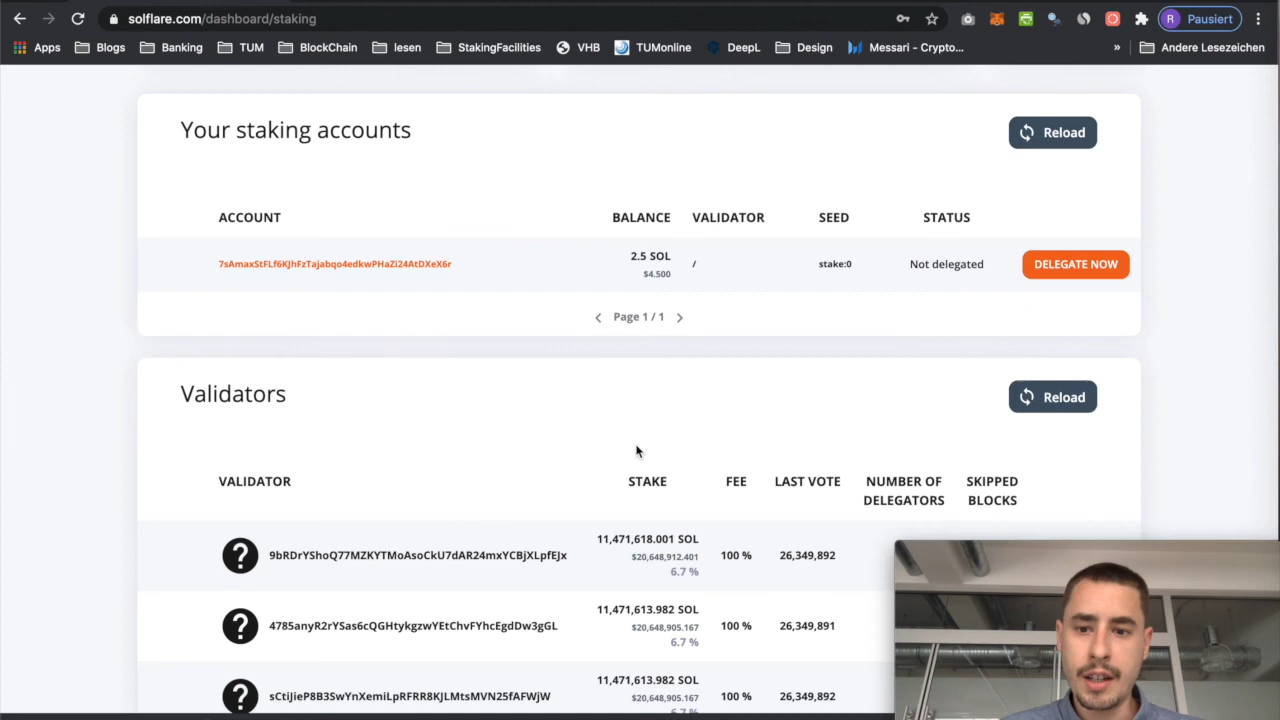 solflare.com/dashboard/staking
R Pausiert
Apps Blogs Banking TUM BlockChain lesen StakingFacilities VHB TUMonline DeepL Design Messari - Crypto... » Andere Lesezeichen
Your staking accounts
Reload
ACCOUNT BALANCE VALIDATOR SEED STATUS
7sAmaxStFLf6KJhFzTajabqo4edkwPHaZi24AtDXeX6r 2.5 SOL / stake:0 Not delegated DELEGATE NOW
$4.500
Page 1 / 1
Validators
Reload
VALIDATOR STAKE FEE LAST VOTE NUMBER OF DELEGATORS SKIPPED BLOCKS
11,471,618.001 SOL
9bRDrYShoQ77MZKYTMoAsoCkU7dAR24mxYCBjXLpfEJx $20,648,912.401 100 % 26,349,892
6.7 %
11,471,613.982 SOL
4785anyR2rYSas6cQGHtykgzwYEtChvFYhcEgdDw3gGL $20,648,905.167 100 % 26,349,891
6.7 %
11,471,613.982 SOL
sCtiJieP8B3SwYnXemiLpRFRR8KJLMtsMVN25fAFWjW $20,648,905.167 100 % 26,349,892
6.7 %